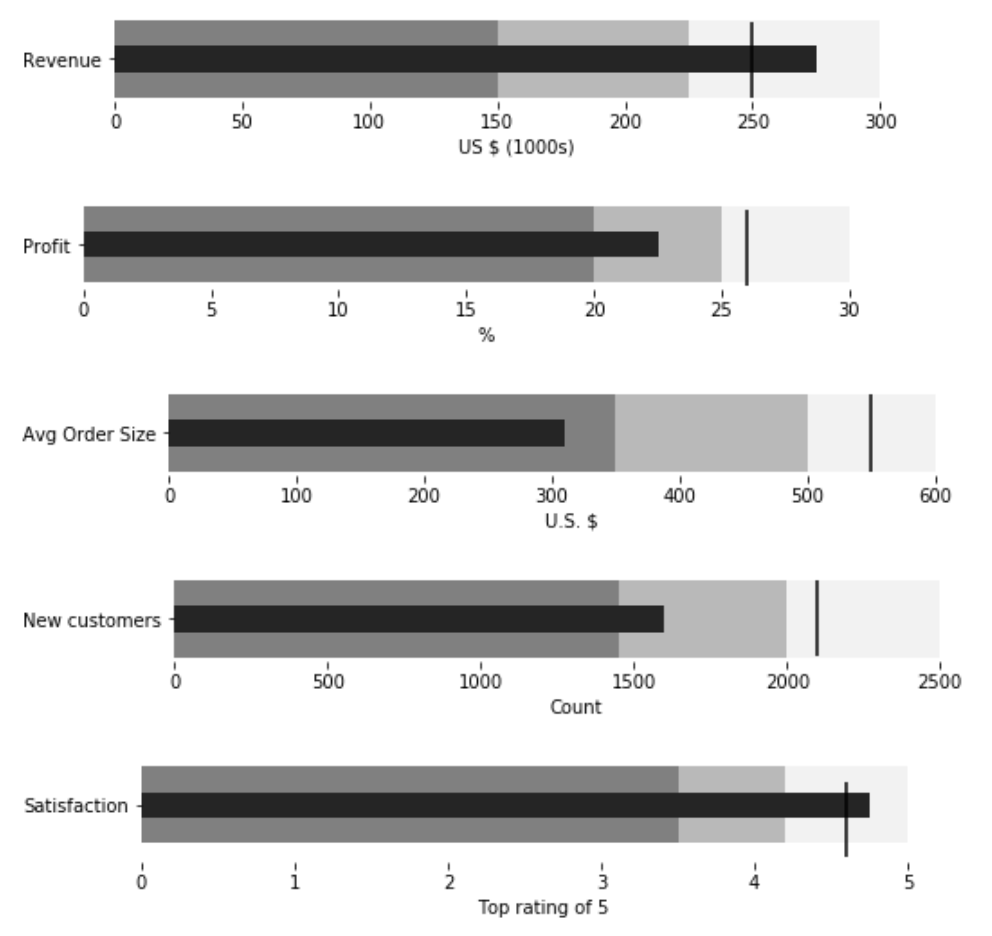 Revenue
0 50 100 150 200 250 300
US $ (1000s)
Profit
0 5 10 15 20 25 30
%
Avg Order Size
0 100 200 300 400 500 600
U.S. $
New customers
0 500 1000 1500 2000 2500
Count
Satisfaction
0 1 2 3 4 5
Top rating of 5